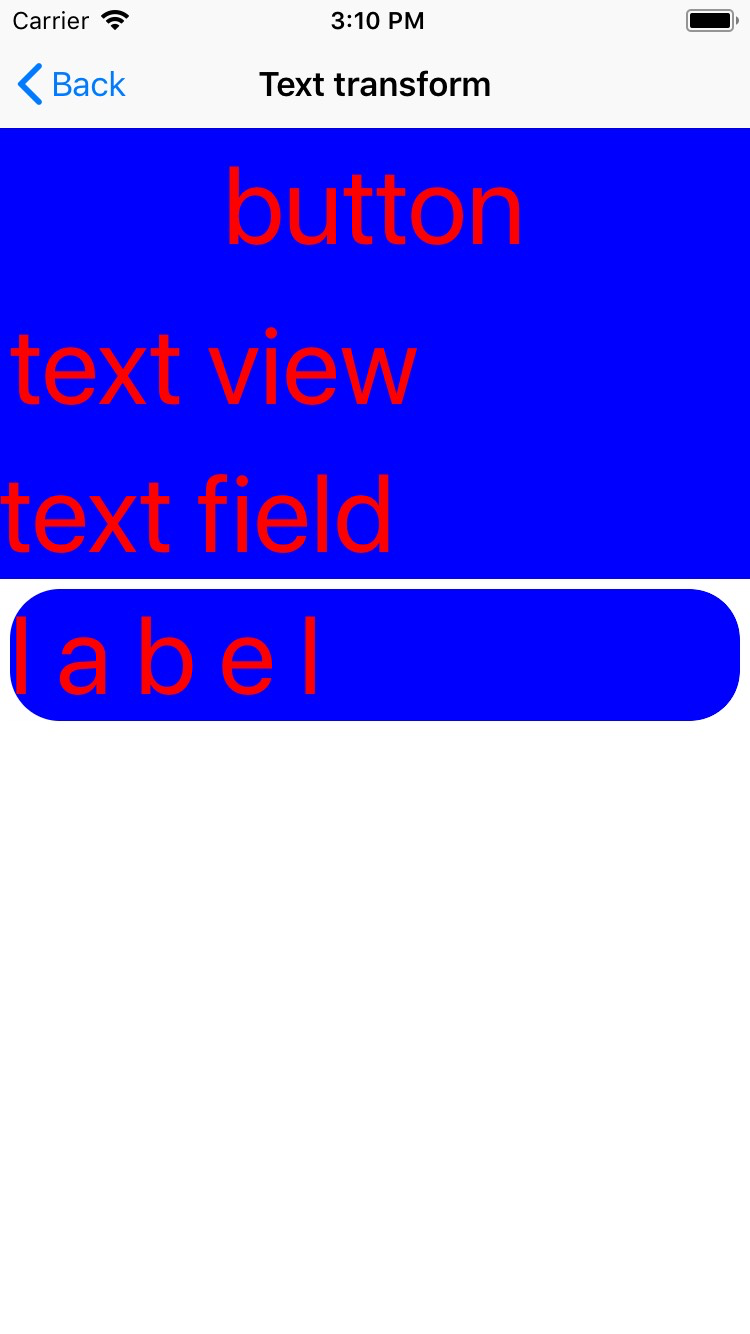 Carrier 3:10 PM
Back Text transform
button
text view
text field
l a b e l